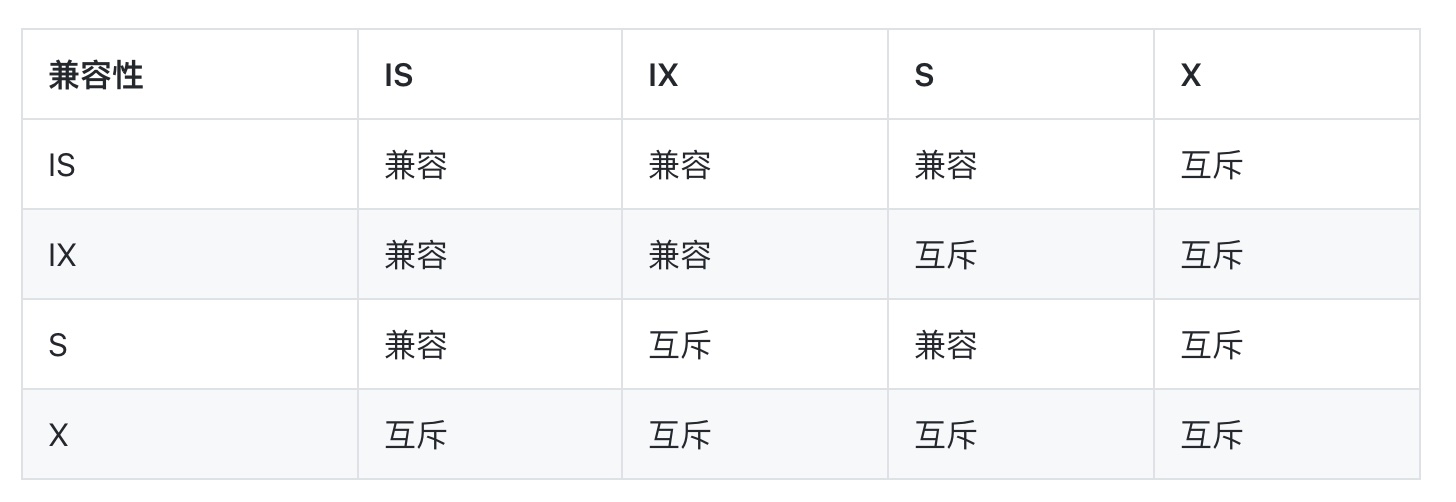 兼容性 IS IX S X
IS 兼容 兼容 兼容 互斥
IX 兼容 兼容 互斥 互斥
S 兼容 互斥 兼容 互斥
X 互斥 互斥 互斥 互斥